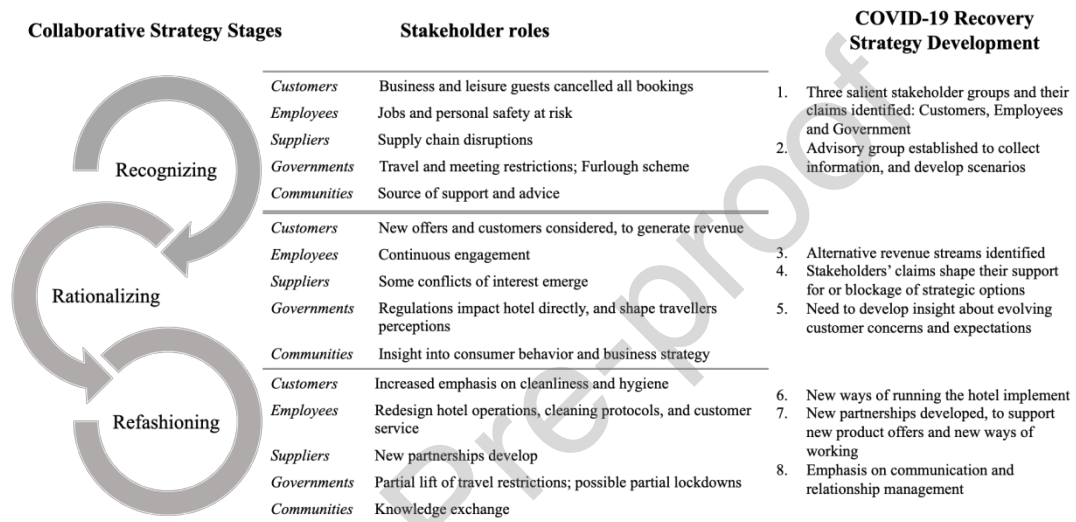 Collaborative Strategy Stages
Stakeholder roles
COVID-19 Recovery
Strategy Development
Recognizing
Customers Business and leisure guests cancelled all bookings
Employees Jobs and personal safety at risk
Suppliers Supply chain disruptions
Governments Travel and meeting restrictions; Furlough scheme
Communities Source of support and advice
1. Three salient stakeholder groups and their
claims identified: Customers, Employees
and Government
2. Advisory group established to collect
information, and develop scenarios
Rationalizing
Customers New offers and customers considered, to generate revenue
Employees Continuous engagement
Suppliers Some conflicts of interest emerge
Governments Regulations impact hotel directly, and shape travellers
perceptions
Communities Insight into consumer behavior and business strategy
3. Alternative revenue streams identified
4. Stakeholders' claims shape their support
for or blockage of strategic options
5. Need to develop insight about evolving
customer concerns and expectations
Refashioning
Customers Increased emphasis on cleanliness and hygiene
Employees Redesign hotel operations, cleaning protocols, and customer
service
Suppliers New partnerships develop
Governments Partial lift of travel restrictions; possible partial lockdowns
Communities Knowledge exchange
6. New ways of running the hotel implement
7. New partnerships developed, to support
new product offers and new ways of
working
8. Emphasis on communication and
relationship management
Pre-proof